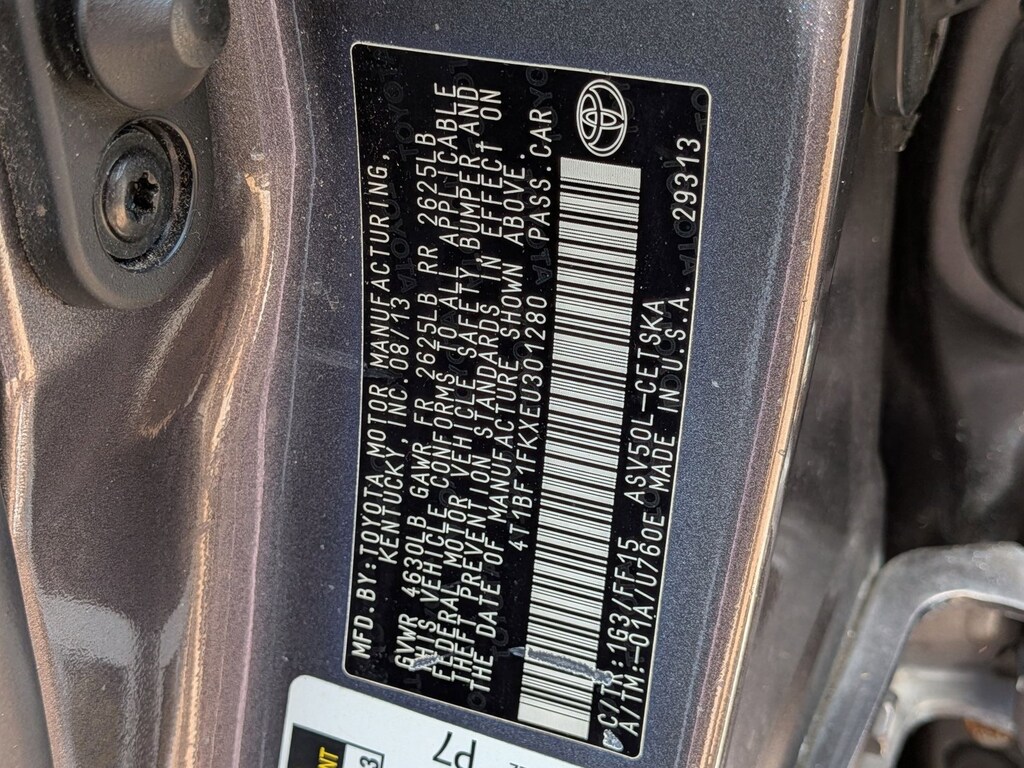 MFD.BY:TOYOTA MOTOR MANUFACTURING,
KENTUCKY, INC. 08/13
GVWR 4630LB GAWR FR 2625LB RR 2625LB
THIS VEHICLE CONFORMS TO ALL APPLICABLE
FEDERAL MOTOR VEHICLE SAFETY, BUMPER, AND
THEFT PREVENTION STANDARDS IN EFFECT ON
THE DATE OF MANUFACTURE SHOWN ABOVE.
4T1BF1FKXEU301280 PASS. CAR
C/TR:1G3/FF15 ASV50L-CETSKA
A/TM:-01A/U760E MADE IN U.S.A. 29313
P7